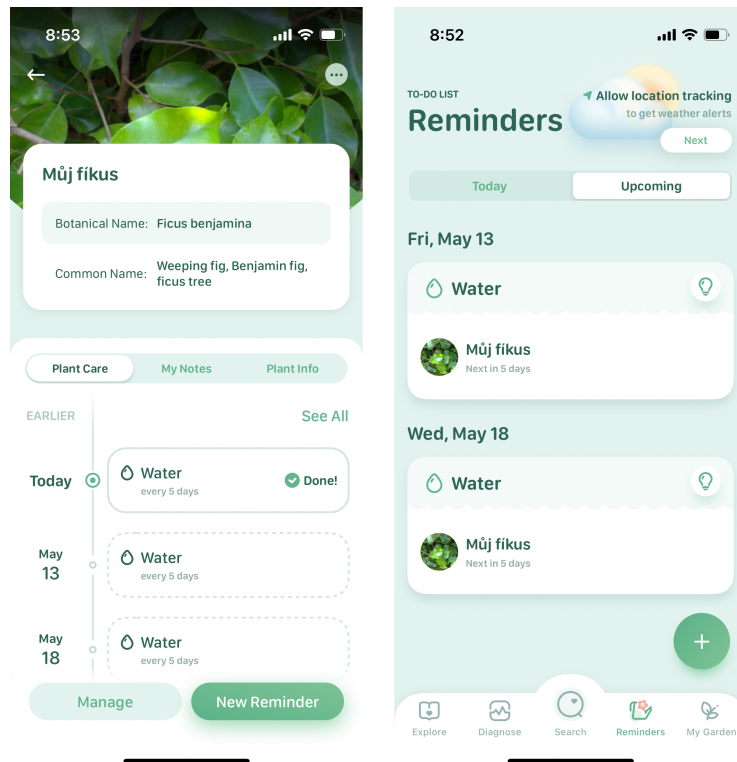 8:53
Můj fíkus
Botanical Name: Ficus benjamina
Common Name: Weeping fig, Benjamin fig,
ficus tree
Plant Care My Notes Plant Info
EARLIER See All
Today Water Done!
every 5 days
May
13 Water
every 5 days
May
18 Water
every 5 days
Manage New Reminder
8:52
TO-DO LIST
Reminders
Allow location tracking
to get weather alerts
Next
Today Upcoming
Fri, May 13
Water
Můj fíkus
Next in 5 days
Wed, May 18
Water
Můj fíkus
Next in 5 days
+
Explore Diagnose Search Reminders My Garden